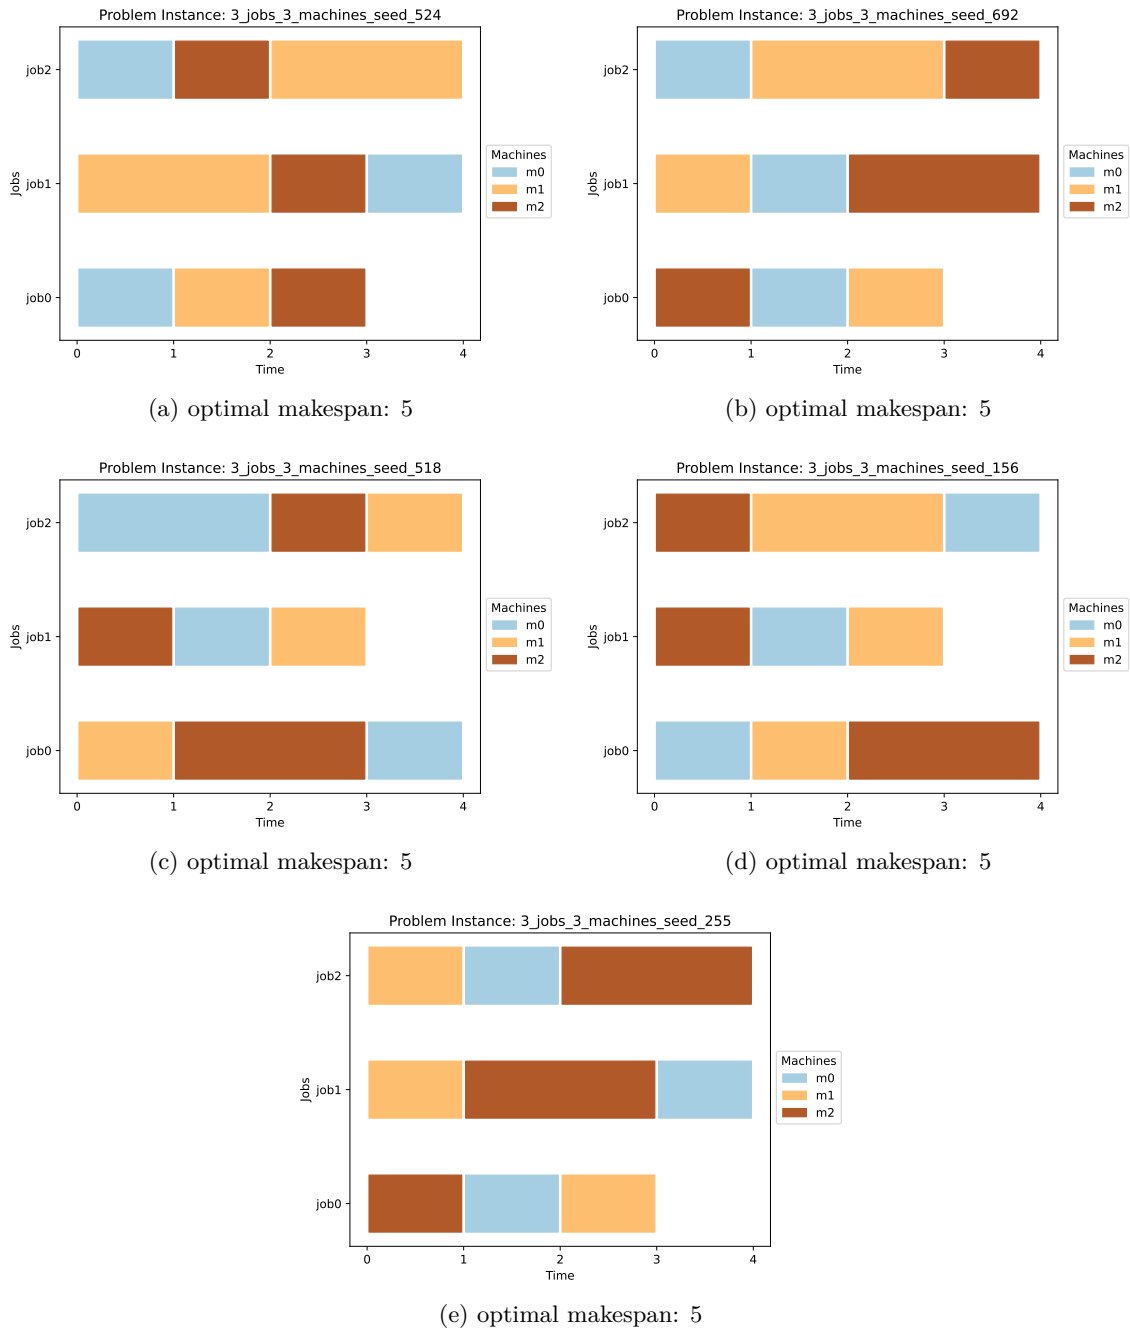 Problem Instance: 3_jobs_3_machines_seed_524
job2
job1
job0
Jobs
0 1 2 3 4
Time
Machines
m0
m1
m2
(a) optimal makespan: 5
Problem Instance: 3_jobs_3_machines_seed_692
job2
job1
job0
Jobs
0 1 2 3 4
Time
Machines
m0
m1
m2
(b) optimal makespan: 5
Problem Instance: 3_jobs_3_machines_seed_518
job2
job1
job0
Jobs
0 1 2 3 4
Time
Machines
m0
m1
m2
(c) optimal makespan: 5
Problem Instance: 3_jobs_3_machines_seed_156
job2
job1
job0
Jobs
0 1 2 3 4
Time
Machines
m0
m1
m2
(d) optimal makespan: 5
Problem Instance: 3_jobs_3_machines_seed_255
job2
job1
job0
Jobs
0 1 2 3 4
Time
Machines
m0
m1
m2
(e) optimal makespan: 5